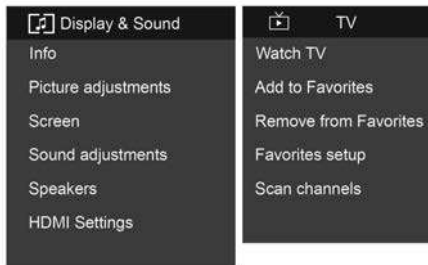 Display & Sound
Info
Picture adjustments
Screen
Sound adjustments
Speakers
HDMI Settings
TV
Watch TV
Add to Favorites
Remove from Favorites
Favorites setup
Scan channels